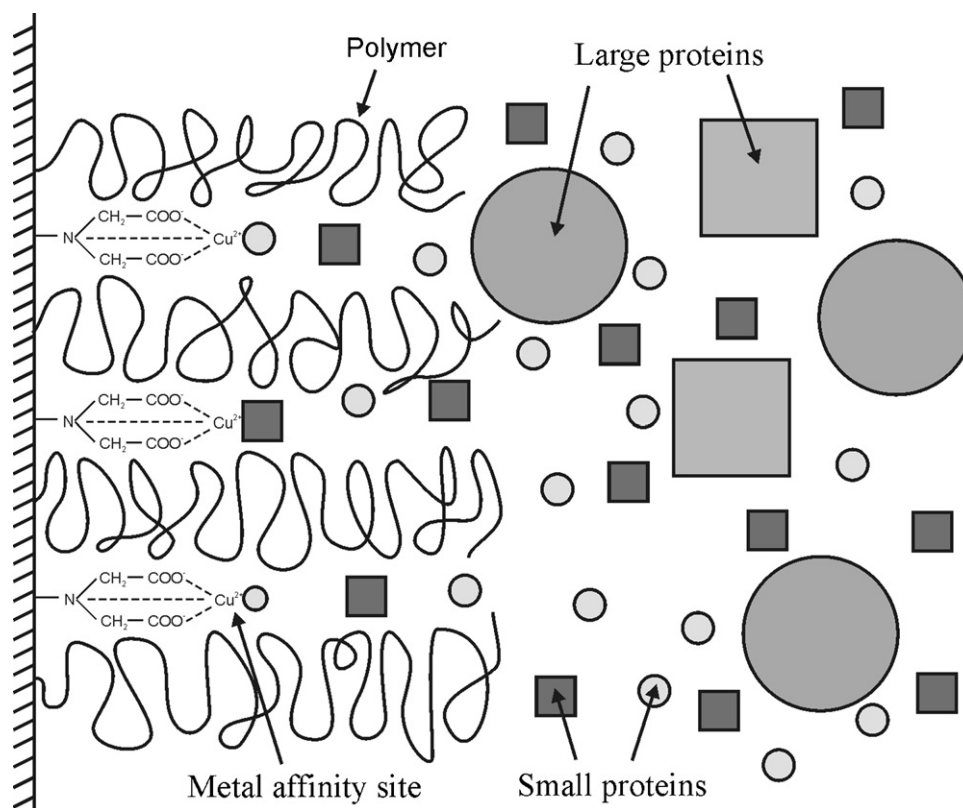 Polymer
Large proteins
CH₂ — COO⁻
N
Cu²⁺
CH₂ — COO⁻
CH₂ — COO⁻
N
Cu²⁺
CH₂ — COO⁻
CH₂ — COO⁻
N
Cu²⁺
CH₂ — COO⁻
Metal affinity site
Small proteins